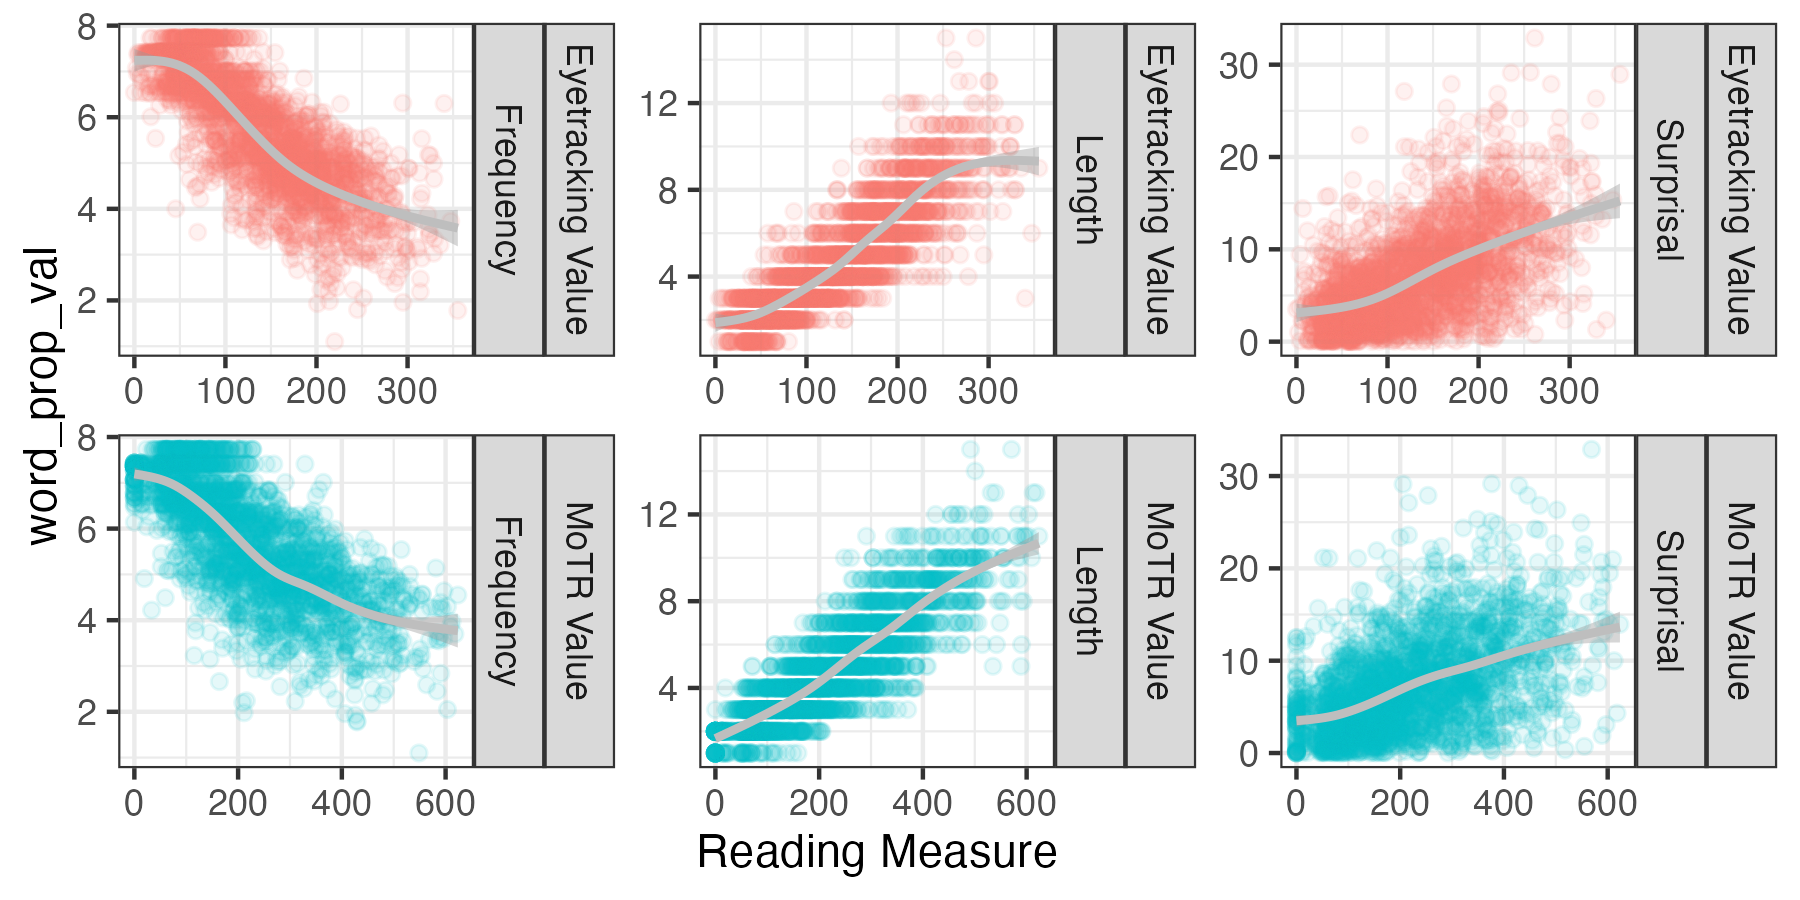 word_prop_val
8
6
4
2
0 100 200 300
Frequency
Eyetracking Value
12
8
4
0 100 200 300
Length
Eyetracking Value
30
20
10
0
0 100 200 300
Surprisal
Eyetracking Value
8
6
4
2
0 200 400 600
Frequency
MoTR Value
12
8
4
0 200 400 600
Length
MoTR Value
30
20
10
0
0 200 400 600
Surprisal
MoTR Value
Reading Measure